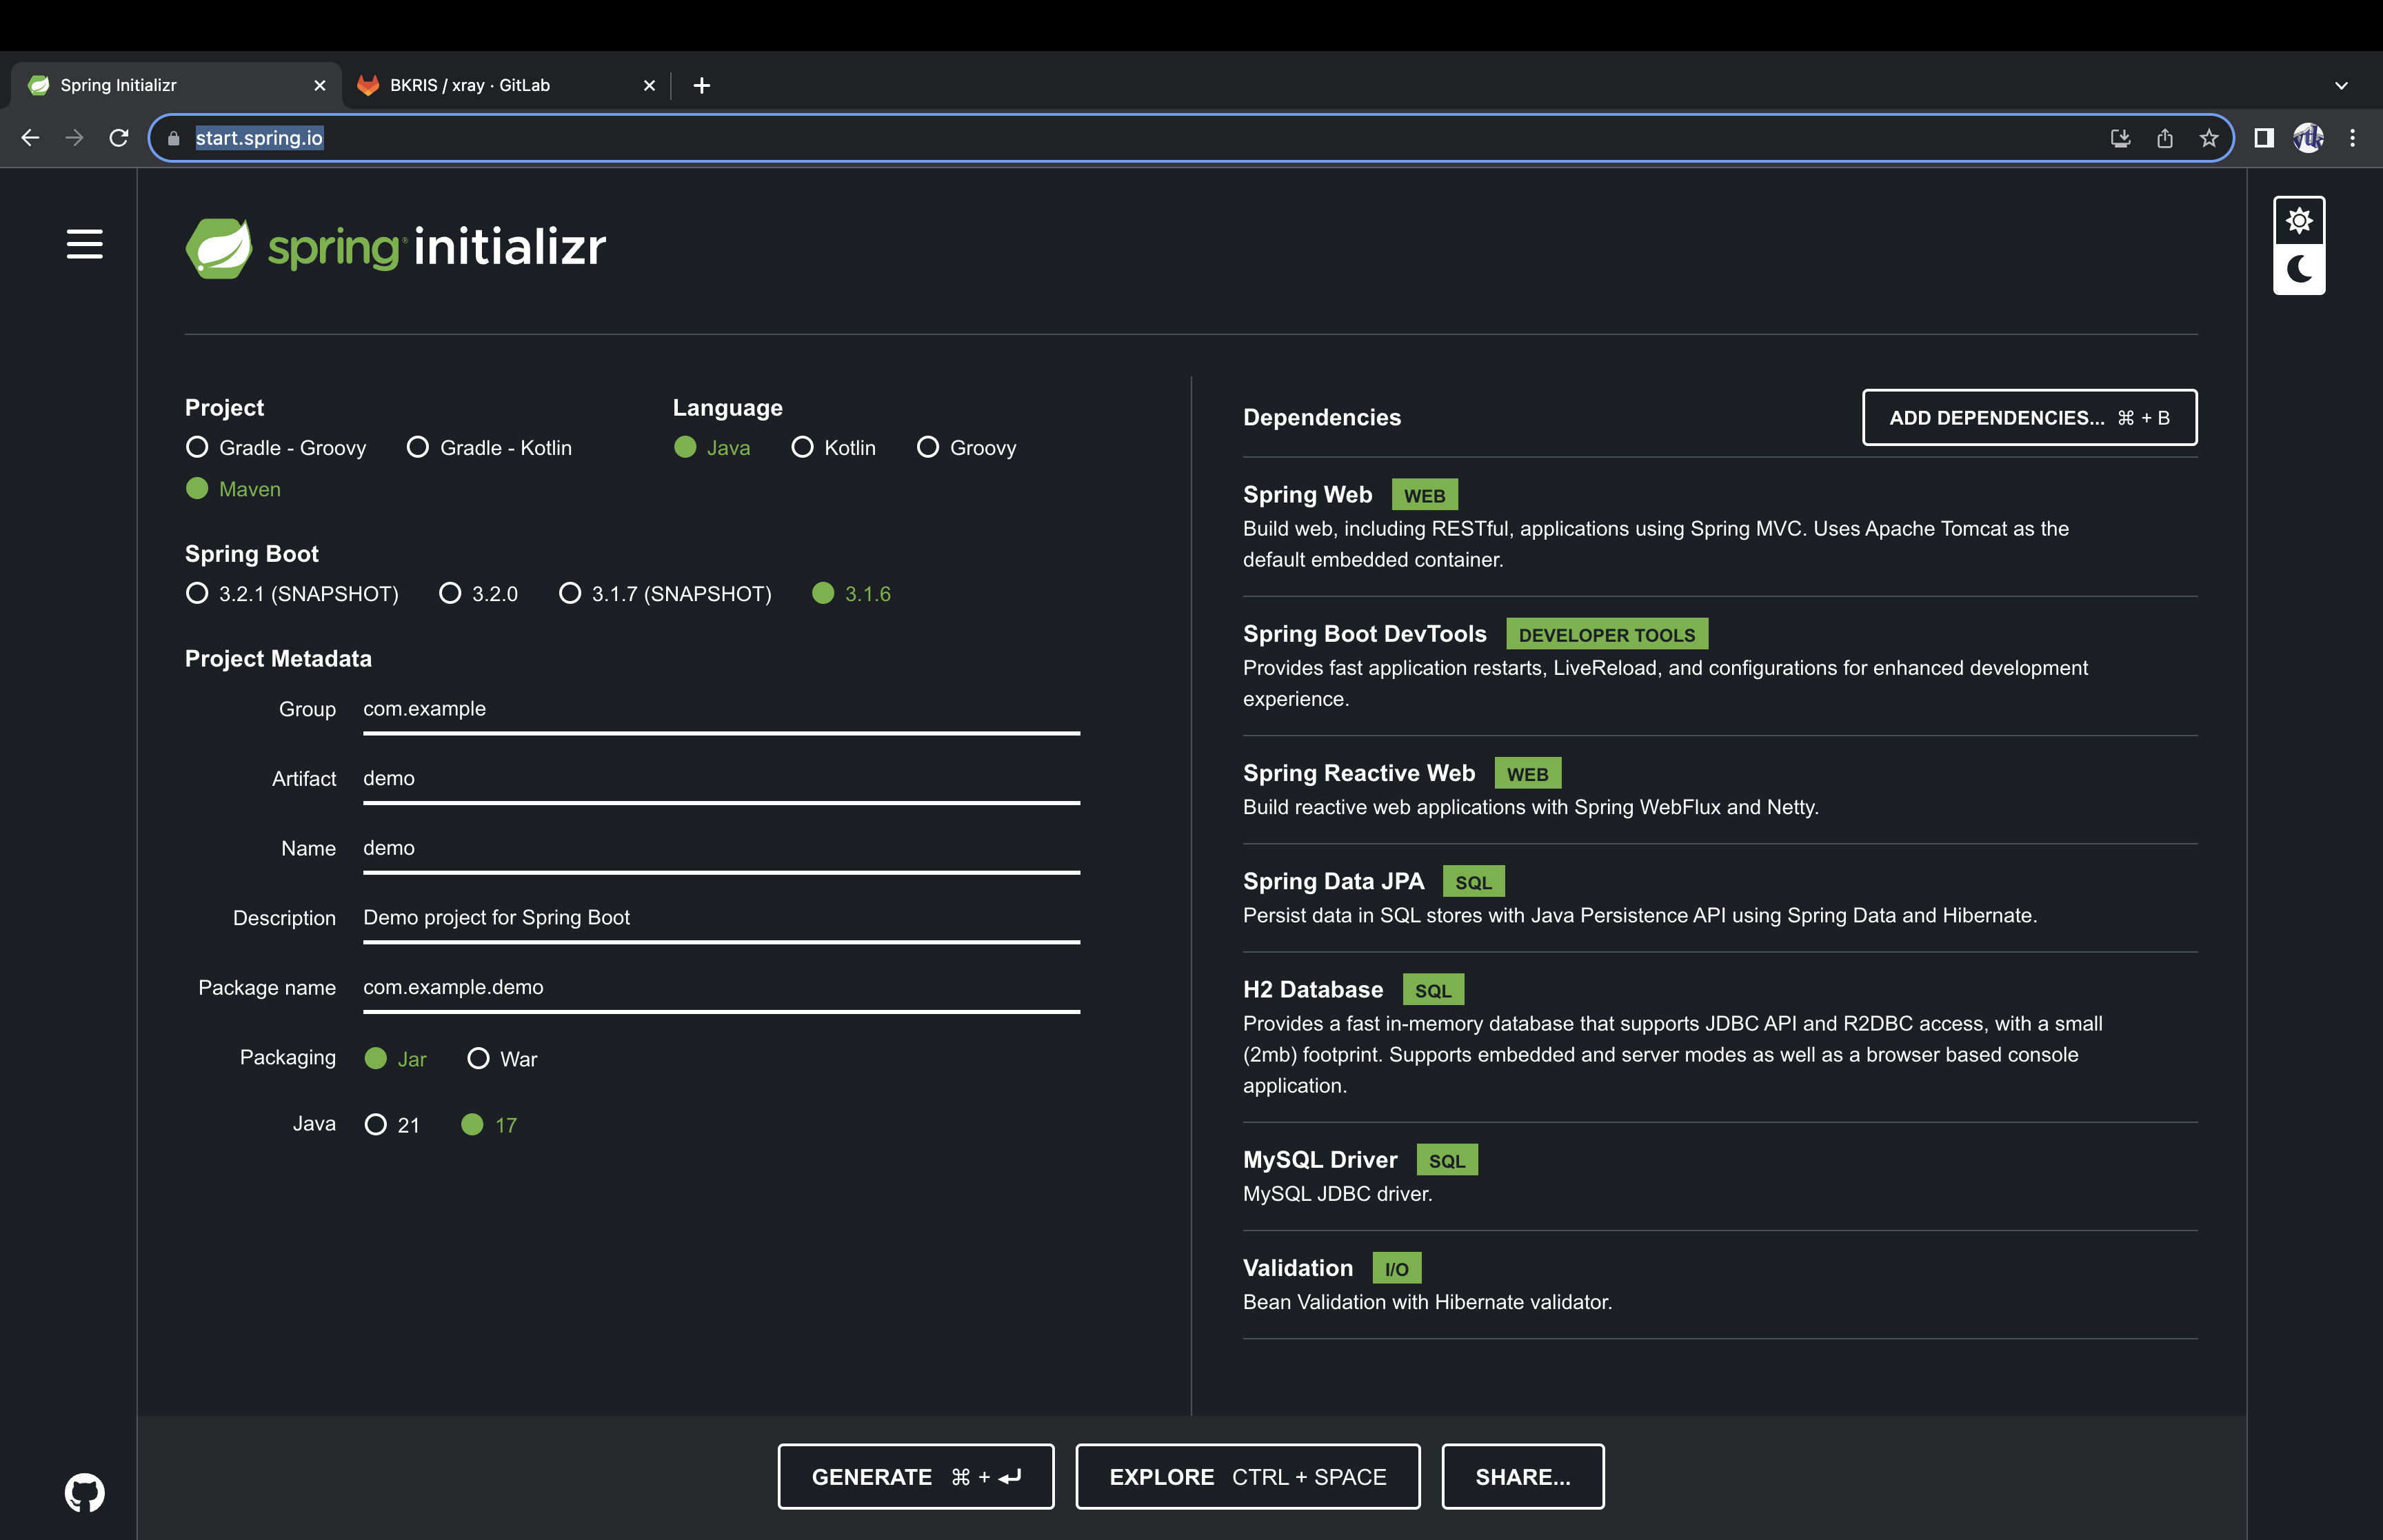 Spring Initializr
BKRIS / xray · GitLab
start.spring.io
spring initializr
Project
Gradle - Groovy Gradle - Kotlin
Maven
Language
Java Kotlin Groovy
Spring Boot
3.2.1 (SNAPSHOT) 3.2.0 3.1.7 (SNAPSHOT) 3.1.6
Project Metadata
Group com.example
Artifact demo
Name demo
Description Demo project for Spring Boot
Package name com.example.demo
Packaging Jar War
Java 21 17
Dependencies
ADD DEPENDENCIES... ⌘ + B
Spring Web WEB
Build web, including RESTful, applications using Spring MVC. Uses Apache Tomcat as the
default embedded container.
Spring Boot DevTools DEVELOPER TOOLS
Provides fast application restarts, LiveReload, and configurations for enhanced development
experience.
Spring Reactive Web WEB
Build reactive web applications with Spring WebFlux and Netty.
Spring Data JPA SQL
Persist data in SQL stores with Java Persistence API using Spring Data and Hibernate.
H2 Database SQL
Provides a fast in-memory database that supports JDBC API and R2DBC access, with a small
(2mb) footprint. Supports embedded and server modes as well as a browser based console
application.
MySQL Driver SQL
MySQL JDBC driver.
Validation I/O
Bean Validation with Hibernate validator.
GENERATE ⌘ + ⏎
EXPLORE CTRL + SPACE
SHARE...